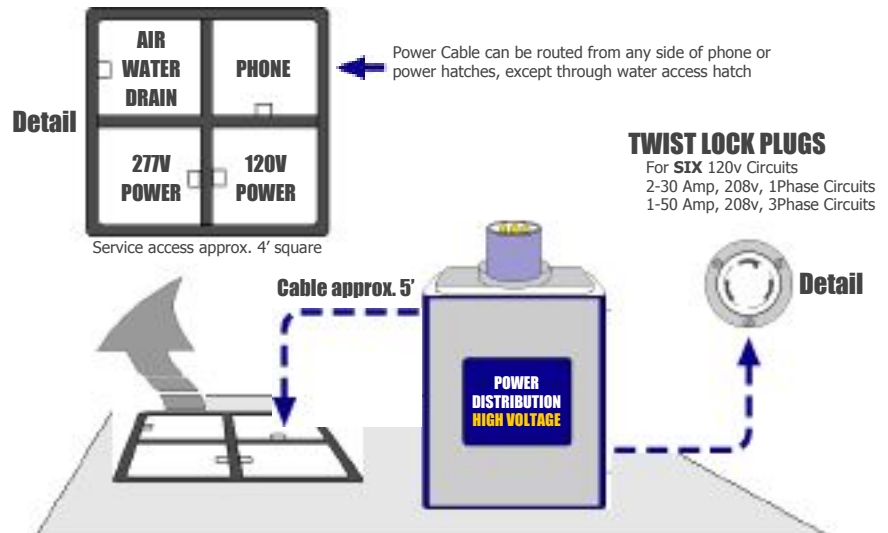 AIR
WATER
DRAIN
PHONE
Power Cable can be routed from any side of phone or
power hatches, except through water access hatch
Detail
277V
POWER
120V
POWER
Service access approx. 4’ square
TWIST LOCK PLUGS
For SIX 120v Circuits
2-30 Amp, 208v, 1Phase Circuits
1-50 Amp, 208v, 3Phase Circuits
Cable approx. 5’
Detail
POWER
DISTRIBUTION
HIGH VOLTAGE